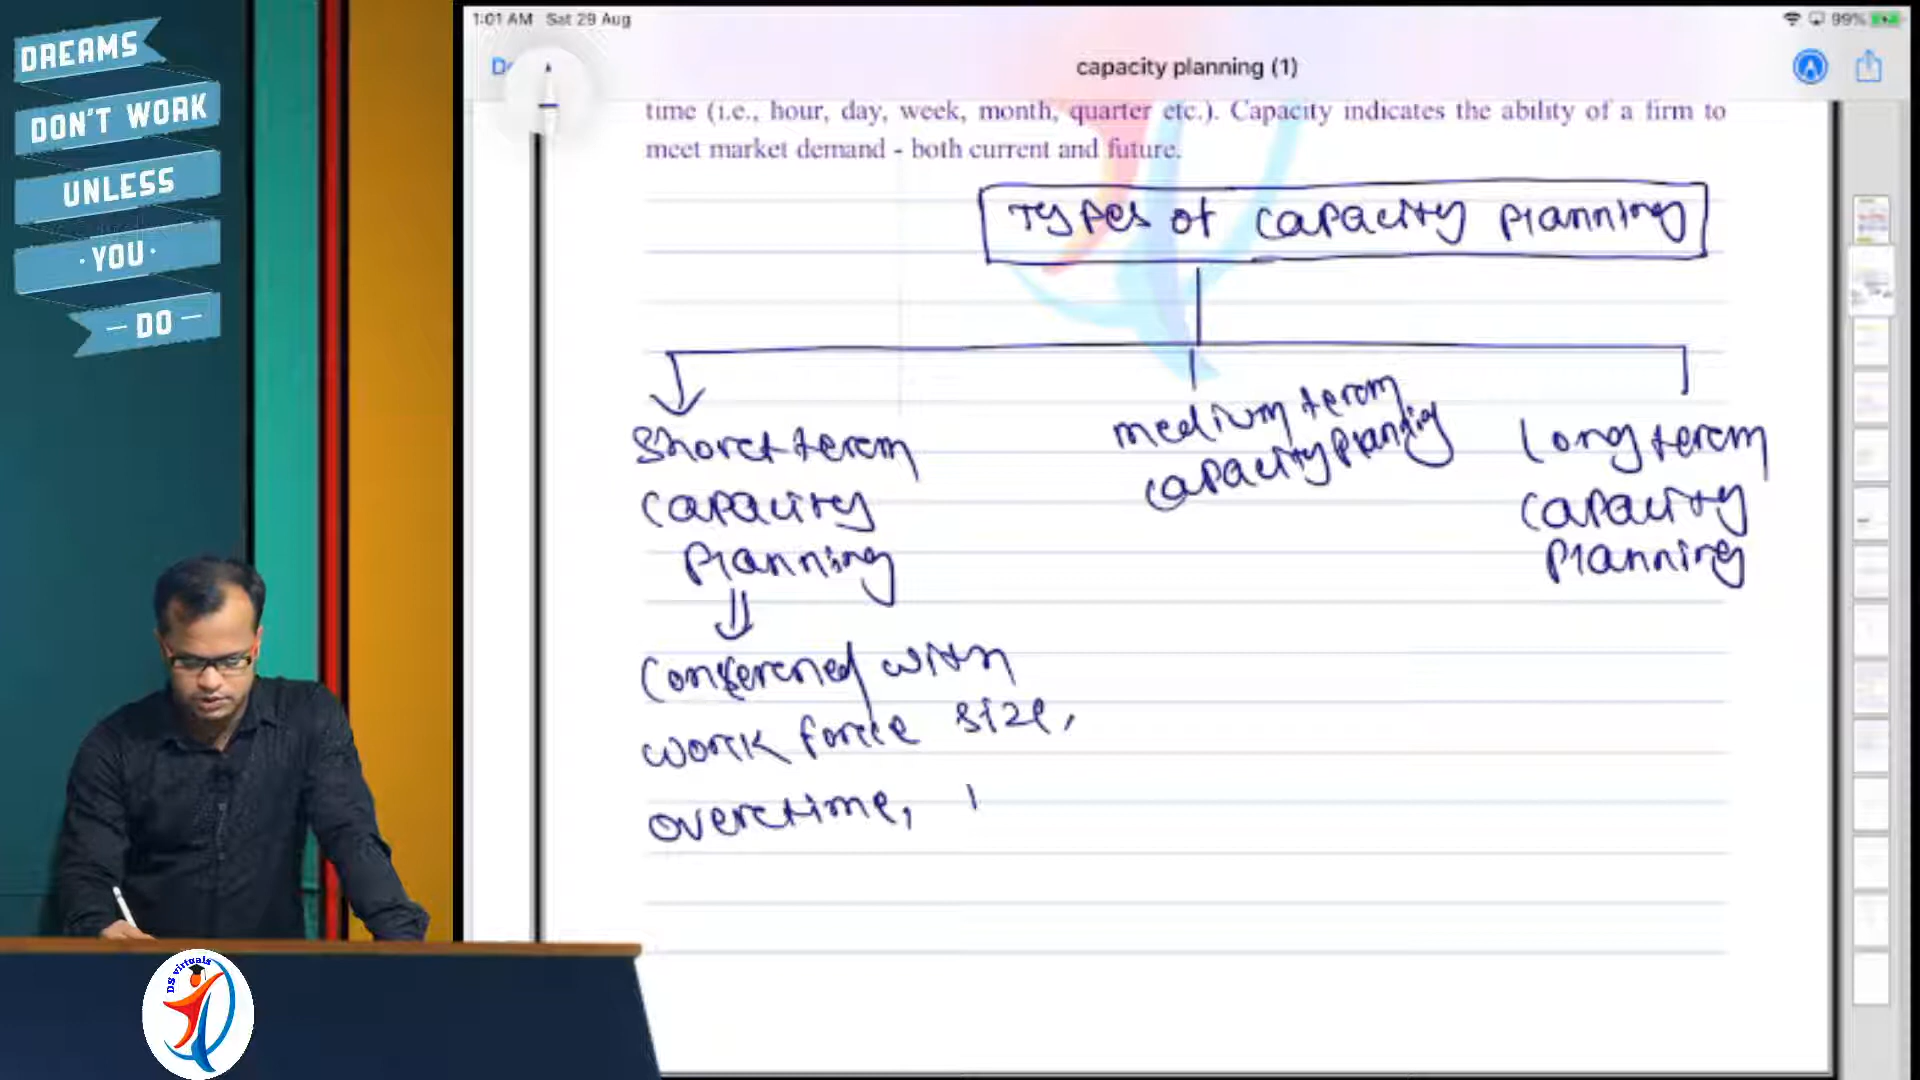 DREAMS
DON'T WORK
UNLESS
· YOU ·
— DO —
1:01 AM Sat 29 Aug
99%
capacity planning (1)
time (i.e., hour, day, week, month, quarter etc.). Capacity indicates the ability of a firm to
meet market demand - both current and future.
Types of capacity planning
Short term
capacity
planning
medium term
capacity planning
Long term
capacity
planning
with
work force size,
overtime,
DS virtuals